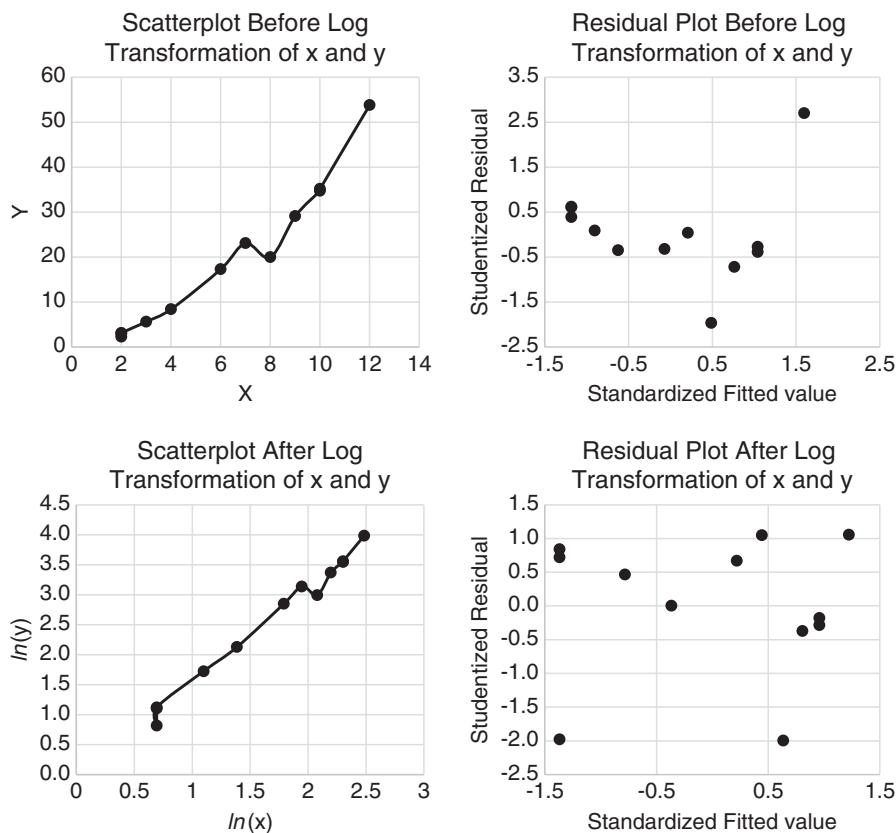 Scatterplot Before Log
Transformation of x and y
60
50
40
30
20
10
0
Y
0 2 4 6 8 10 12 14
X
Residual Plot Before Log
Transformation of x and y
3.5
2.5
1.5
0.5
-0.5
-1.5
-2.5
Studentized Residual
-1.5 -0.5 0.5 1.5 2.5
Standardized Fitted value
Scatterplot After Log
Transformation of x and y
4.5
4.0
3.5
3.0
2.5
2.0
1.5
1.0
0.5
0.0
ln(y)
0 0.5 1 1.5 2 2.5 3
ln(x)
Residual Plot After Log
Transformation of x and y
1.5
1.0
0.5
0.0
-0.5
-1.0
-1.5
-2.0
-2.5
Studentized Residual
-1.5 -0.5 0.5 1.5
Standardized Fitted value